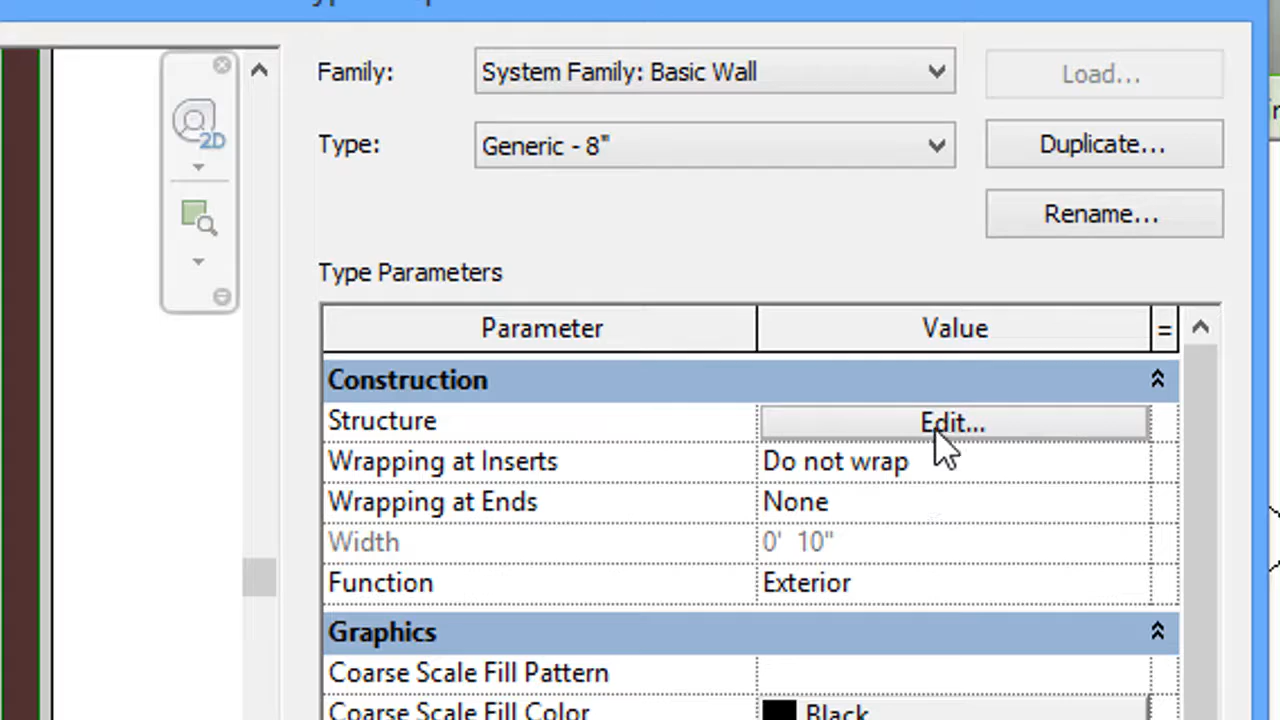 Family: System Family: Basic Wall Load...
2D
Type: Generic - 8" Duplicate...
Rename...
Type Parameters
Parameter Value =
Construction
Structure Edit...
Wrapping at Inserts Do not wrap
Wrapping at Ends None
Width 0' 10"
Function Exterior
Graphics
Coarse Scale Fill Pattern
Coarse Scale Fill Color Black